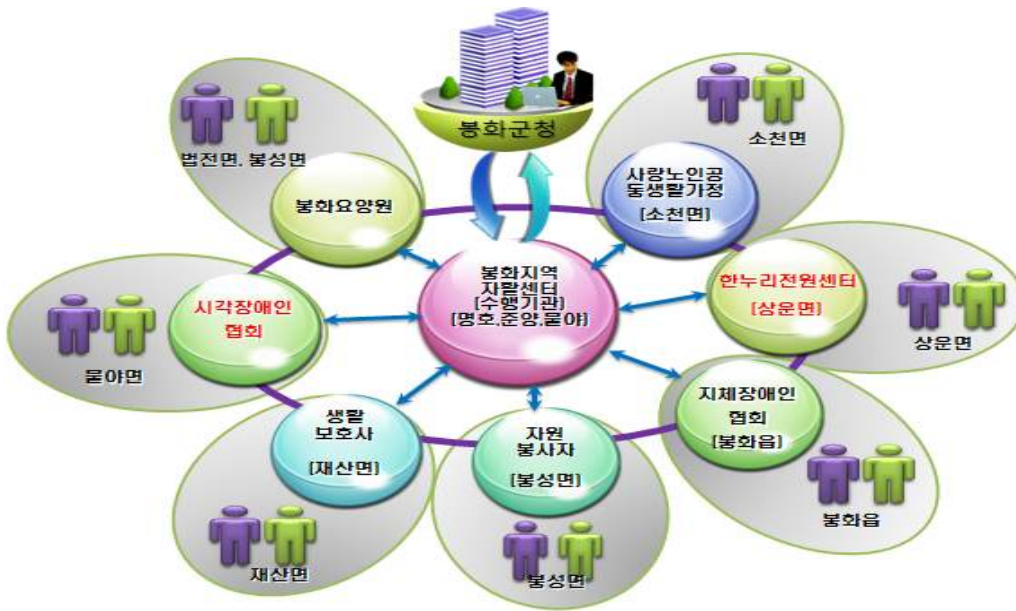 봉화군청
법전면. 봉성면
소천면
봉화요양원
사랑노인공
동생활가정
[소천면]
봉화지역
자활센터
[수행기관]
[명호.준양.물야]
시각장애인
협회
물야면
한누리전원센터
[상운면]
상운면
지체장애인
협회
[봉화읍]
봉화읍
생활
보호사
[재산면]
재산면
자원
봉사자
[봉성면]
봉성면